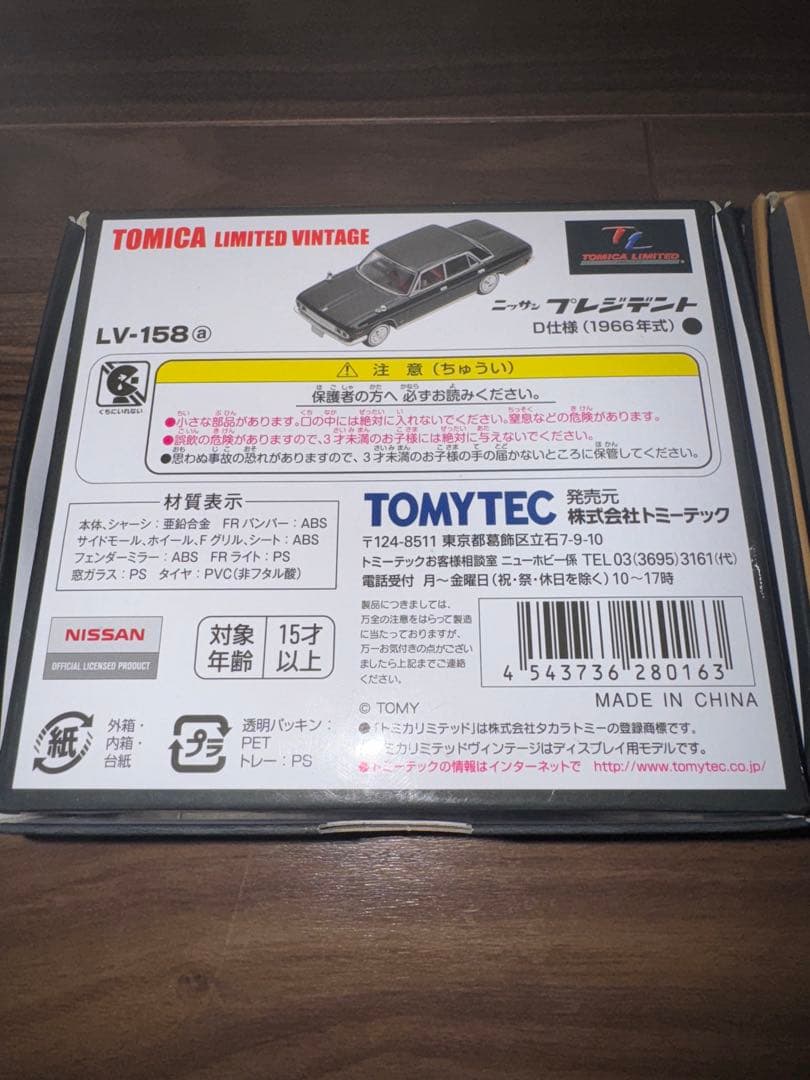 TOMICA LIMITED VINTAGE
TL
TOMICA LIMITED
LV-158 ⓐ
ニッサン プレジデント
D仕様（1966年式）●
くちにいれない
⚠ 注 意（ちゅうい）
保護者の方へ 必ずお読みください。
●小さな部品があります。口の中には絶対に入れないでください。窒息などの危険があります。
●誤飲の危険がありますので、3才未満のお子様には絶対に与えないでください。
●思わぬ事故の恐れがありますので、3才未満のお子様の手の届かないところに保管してください。
材質表示
本体、シャーシ：亜鉛合金 FRバンパー：ABS
サイドモール、ホイール、Fグリル、シート：ABS
フェンダーミラー：ABS FRライト：PS
窓ガラス：PS タイヤ：PVC(非フタル酸)
TOMYTEC 発売元 株式会社トミーテック
〒124-8511 東京都葛飾区立石7-9-10
トミーテックお客様相談室 ニューホビー係 TEL 03(3695)3161(代)
電話受付 月～金曜日(祝・祭・休日を除く)10～17時
NISSAN
OFFICIAL LICENSED PRODUCT
対象年齢 15才以上
製品につきましては、
万全の注意をはらって製造
に当たっておりますが、
万一お気付きの点がござい
ましたら上記までご連絡
ください。
4 543736 280163
MADE IN CHINA
© TOMY
紙
外箱・
内箱・
台紙
プラ
透明パッキン：
PET
トレー：PS
●「トミカリミテッド」は株式会社タカラトミーの登録商標です。
ミカリミテッドヴィンテージはディスプレイ用モデルです。
●トミーテックの情報はインターネットで http://www.tomytec.co.jp/